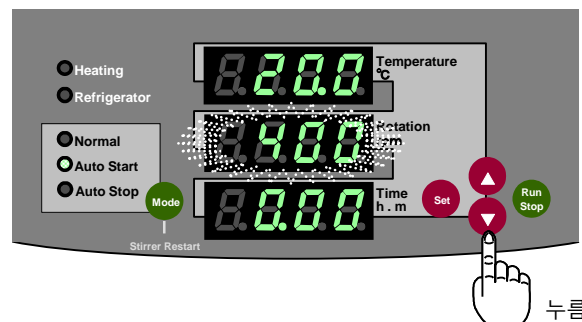 Heating
Refrigerator
Normal
Auto Start
Auto Stop
Mode
Stirrer Restart
20.0
Temperature
℃
400
Rotation
rpm
0.00
Time
h . m
Set
Run
Stop
누름